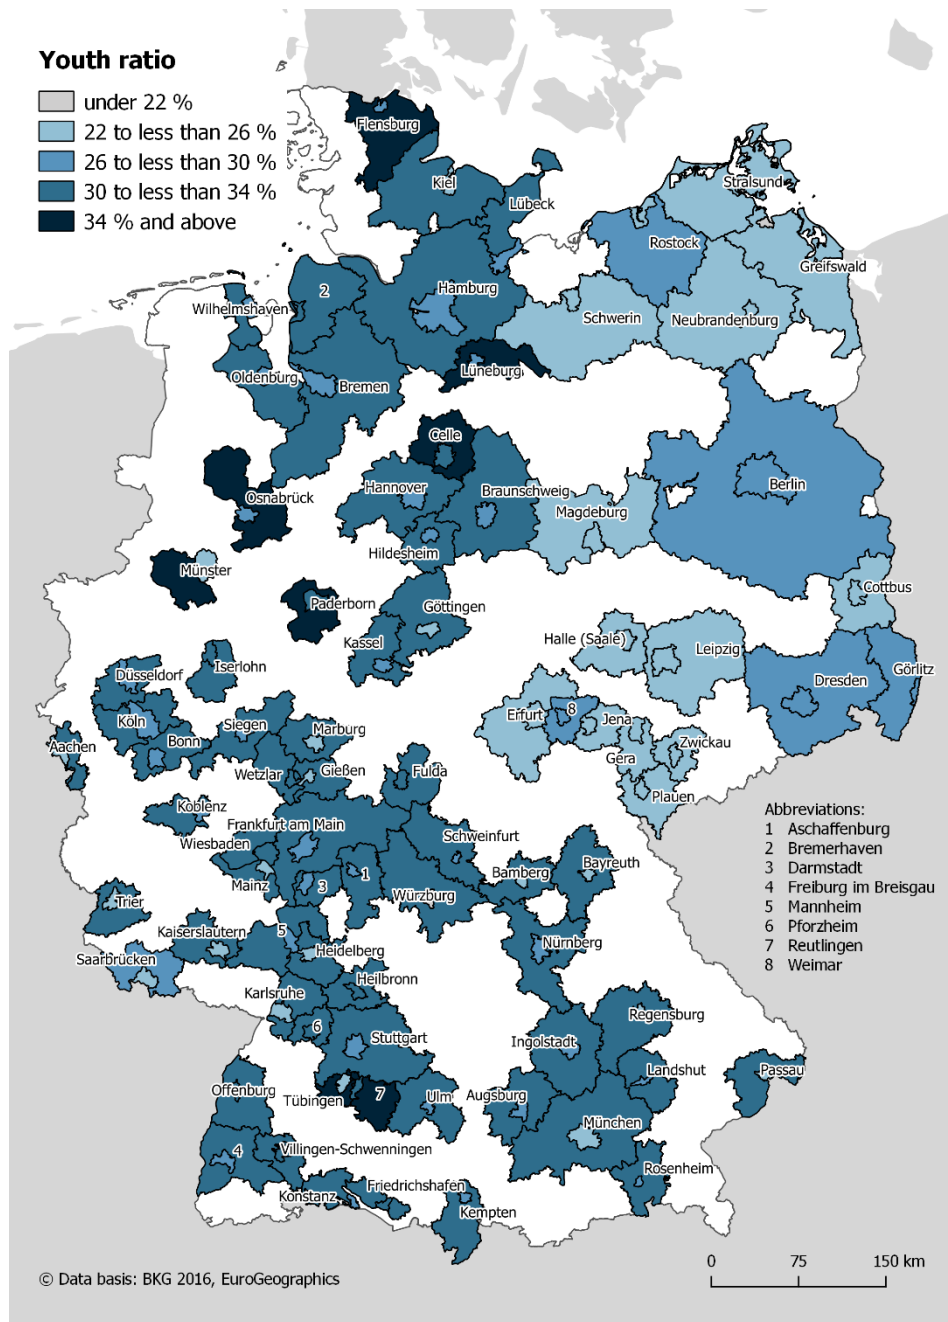 Youth ratio
under 22 %
22 to less than 26 %
26 to less than 30 %
30 to less than 34 %
34 % and above
Flensburg
Kiel
Lübeck
Stralsund
Rostock
Greifswald
2
Hamburg
Wilhelmshaven
Schwerin
Neubrandenburg
Lüneburg
Oldenburg
Bremen
Celle
Hannover
Braunschweig
Berlin
Osnabrück
Magdeburg
Hildesheim
Münster
Cottbus
Paderborn
Göttingen
Kassel
Halle (Saale)
Leipzig
Iserlohn
Düsseldorf
Görlitz
Dresden
Köln
Siegen
Marburg
Erfurt
8
Jena
Zwickau
Aachen
Bonn
Gera
Wetzlar
Gießen
Fulda
Plauen
Koblenz
Frankfurt am Main
Schweinfurt
Wiesbaden
Bayreuth
Bamberg
1
Mainz
3
Würzburg
Trier
5
Kaiserslautern
Heidelberg
Nürnberg
Saarbrücken
Heilbronn
Karlsruhe
Regensburg
6
Stuttgart
Ingolstadt
Landshut
Passau
Offenburg
Tübingen
7
Ulm
Augsburg
München
4
Villingen-Schwenningen
Rosenheim
Friedrichshafen
Konstanz
Kempten
Abbreviations:
1 Aschaffenburg
2 Bremerhaven
3 Darmstadt
4 Freiburg im Breisgau
5 Mannheim
6 Pforzheim
7 Reutlingen
8 Weimar
0 75 150 km
© Data basis: BKG 2016, EuroGeographics